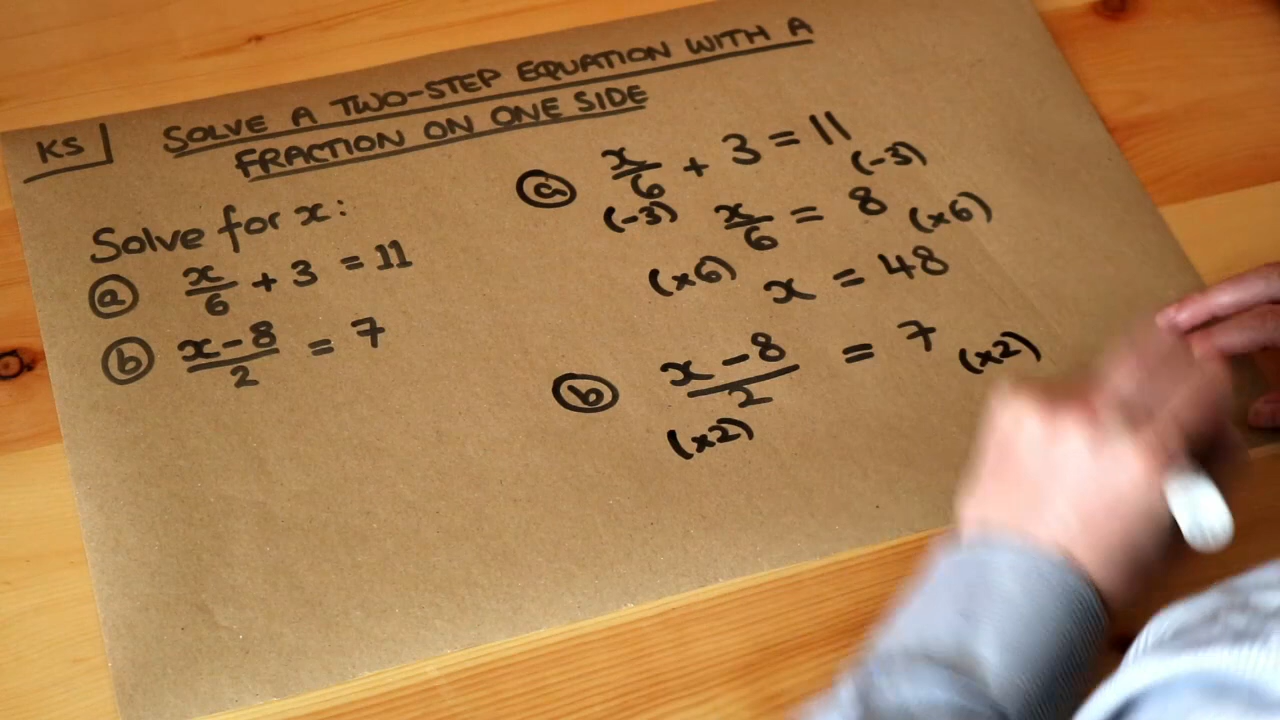 KS
SOLVE A TWO-STEP EQUATION WITH A
FRACTION ON ONE SIDE
Solve for x:
(a) x/6 + 3 = 11
(b) x-8/2 = 7
(a) x/6 + 3 = 11
(-3) (-3)
x/6 = 8
(x6) (x6)
x = 48
(b) x-8/2 = 7
(x2) (x2)